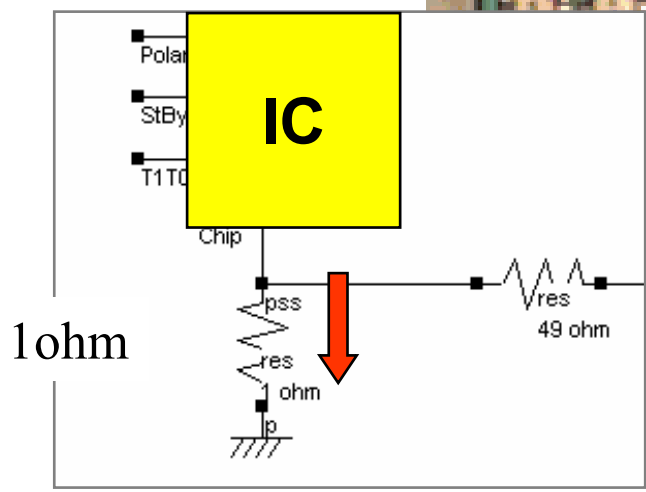 Polar
StBy
T1T0
IC
Chip
pss
res
49 ohm
1ohm
res
1 ohm
p